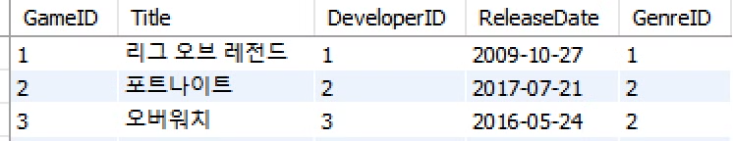 GameID Title DeveloperID ReleaseDate GenreID
1 리그 오브 레전드 1 2009-10-27 1
2 포트나이트 2 2017-07-21 2
3 오버워치 3 2016-05-24 2